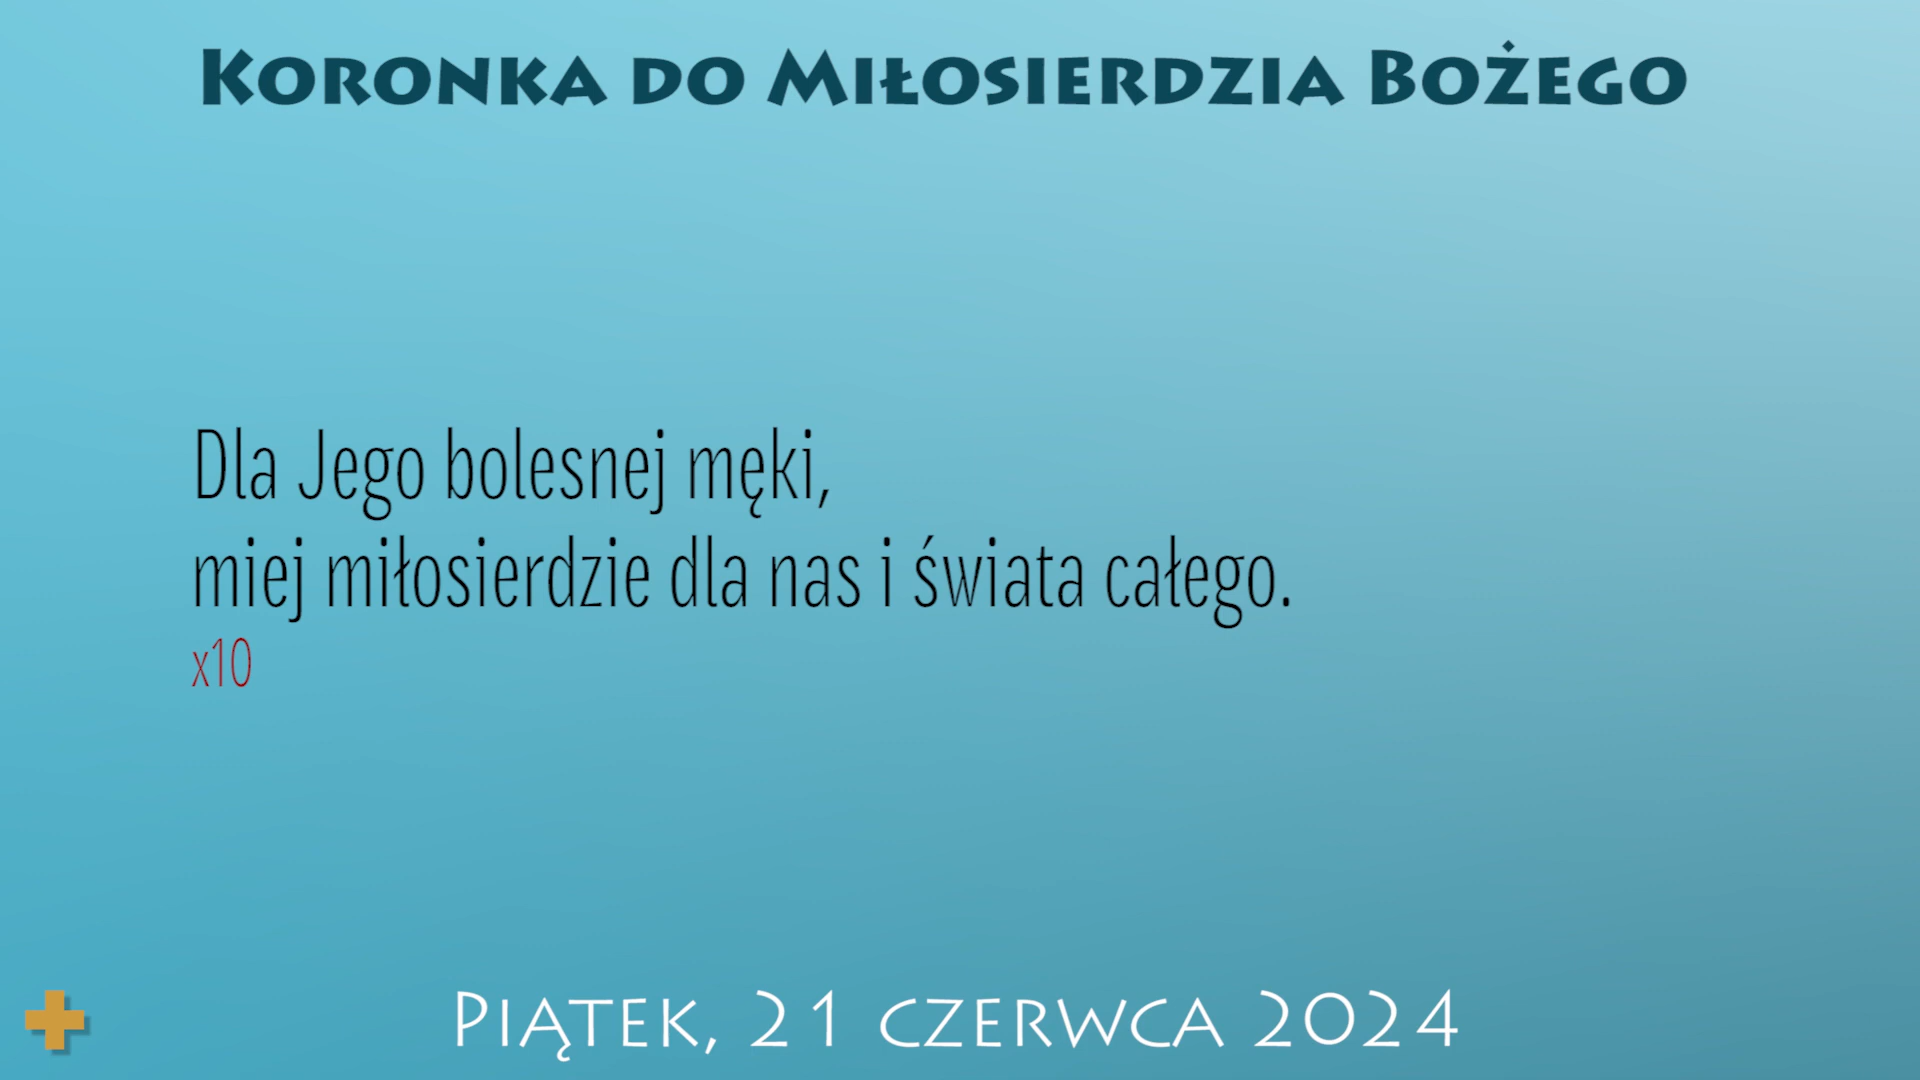 Koronka do Miłosierdzia Bożego
Dla Jego bolesnej męki,
miej miłosierdzie dla nas i świata całego.
x10
Piątek, 21 czerwca 2024